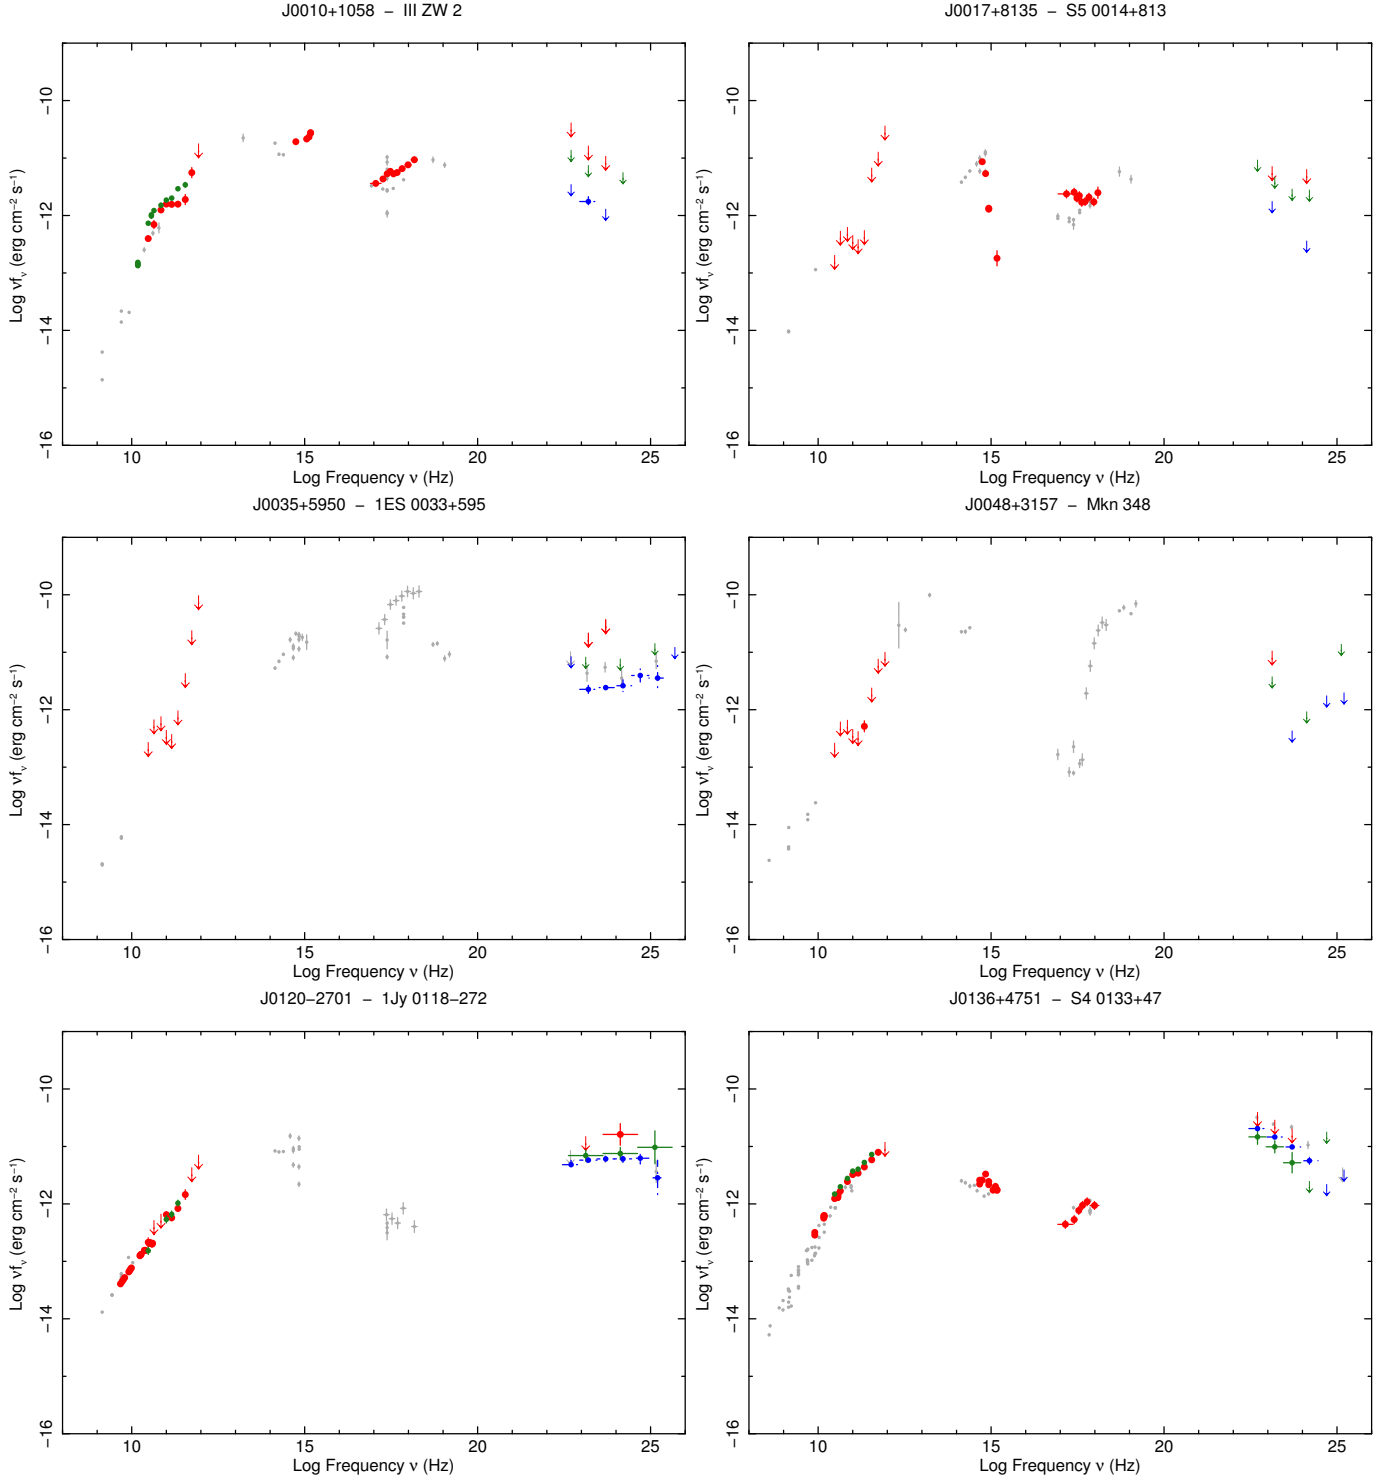 J0010+1058 − III ZW 2
J0017+8135 − S5 0014+813
Log νfν (erg cm−2 s−1)
−10
−12
−14
−16
10 15 20 25
Log Frequency ν (Hz)
Log νfν (erg cm−2 s−1)
−10
−12
−14
−16
10 15 20 25
Log Frequency ν (Hz)
J0035+5950 − 1ES 0033+595
J0048+3157 − Mkn 348
Log νfν (erg cm−2 s−1)
−10
−12
−14
−16
10 15 20 25
Log Frequency ν (Hz)
Log νfν (erg cm−2 s−1)
−10
−12
−14
−16
10 15 20 25
Log Frequency ν (Hz)
J0120−2701 − 1Jy 0118−272
J0136+4751 − S4 0133+47
Log νfν (erg cm−2 s−1)
−10
−12
−14
−16
10 15 20 25
Log Frequency ν (Hz)
Log νfν (erg cm−2 s−1)
−10
−12
−14
−16
10 15 20 25
Log Frequency ν (Hz)